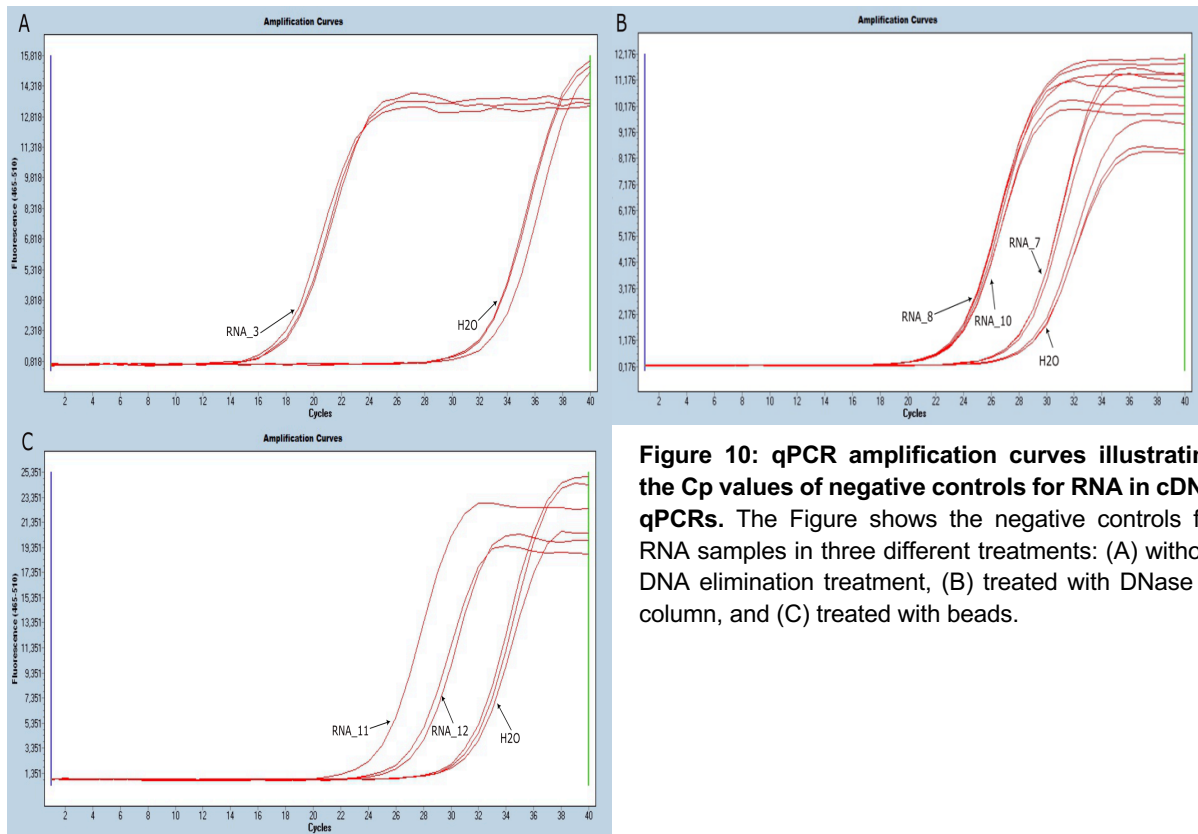 A
Amplification Curves
15,818
14,318
12,818
11,318
9,818
8,318
6,818
5,318
3,818
2,318
0,818
Fluorescence (465-510)
RNA_3
H2O
2 4 6 8 10 12 14 16 18 20 22 24 26 28 30 32 34 36 38 40
Cycles
B
Amplification Curves
12,176
11,176
10,176
9,176
8,176
7,176
6,176
5,176
4,176
3,176
2,176
1,176
0,176
RNA_7
RNA_8
RNA_10
H2O
2 4 6 8 10 12 14 16 18 20 22 24 26 28 30 32 34 36 38 40
Cycles
C
Amplification Curves
25,351
23,351
21,351
19,351
17,351
15,351
13,351
11,351
9,351
7,351
5,351
3,351
1,351
Fluorescence (465-510)
RNA_11
RNA_12
H2O
2 4 6 8 10 12 14 16 18 20 22 24 26 28 30 32 34 36 38 40
Cycles
Figure 10: qPCR amplification curves illustratin
the Cp values of negative controls for RNA in cDN
qPCRs. The Figure shows the negative controls f
RNA samples in three different treatments: (A) witho
DNA elimination treatment, (B) treated with DNase
column, and (C) treated with beads.